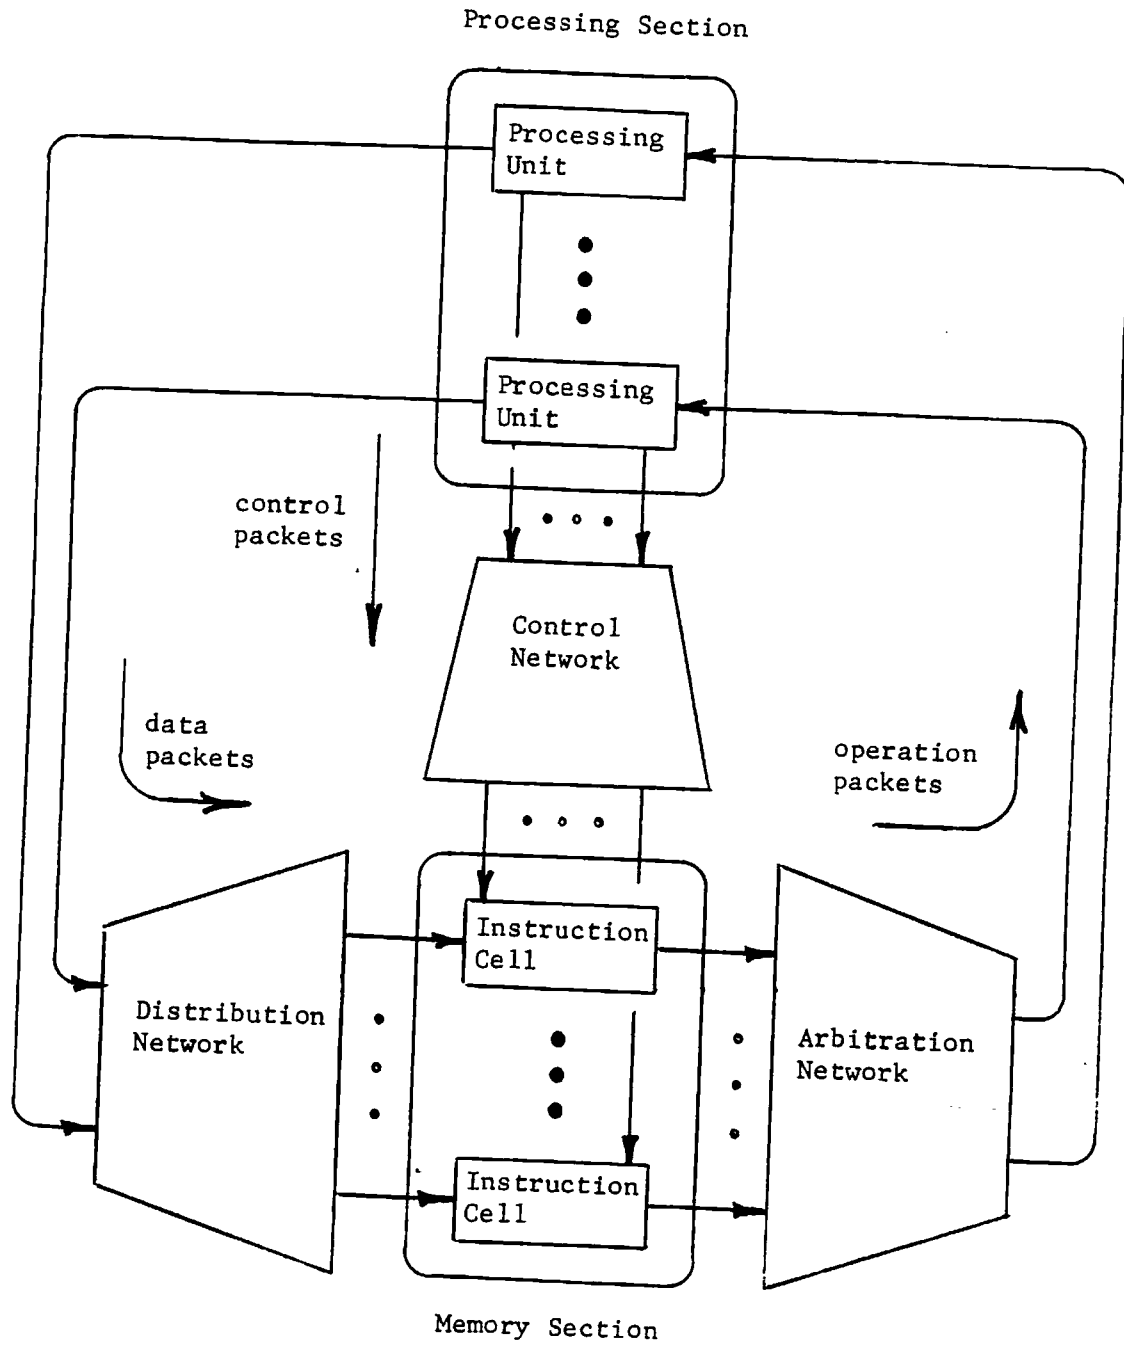 Processing Section
Processing
Unit
Processing
Unit
control
packets
Control
Network
data
packets
operation
packets
Instruction
Cell
Distribution
Network
Arbitration
Network
Instruction
Cell
Memory Section